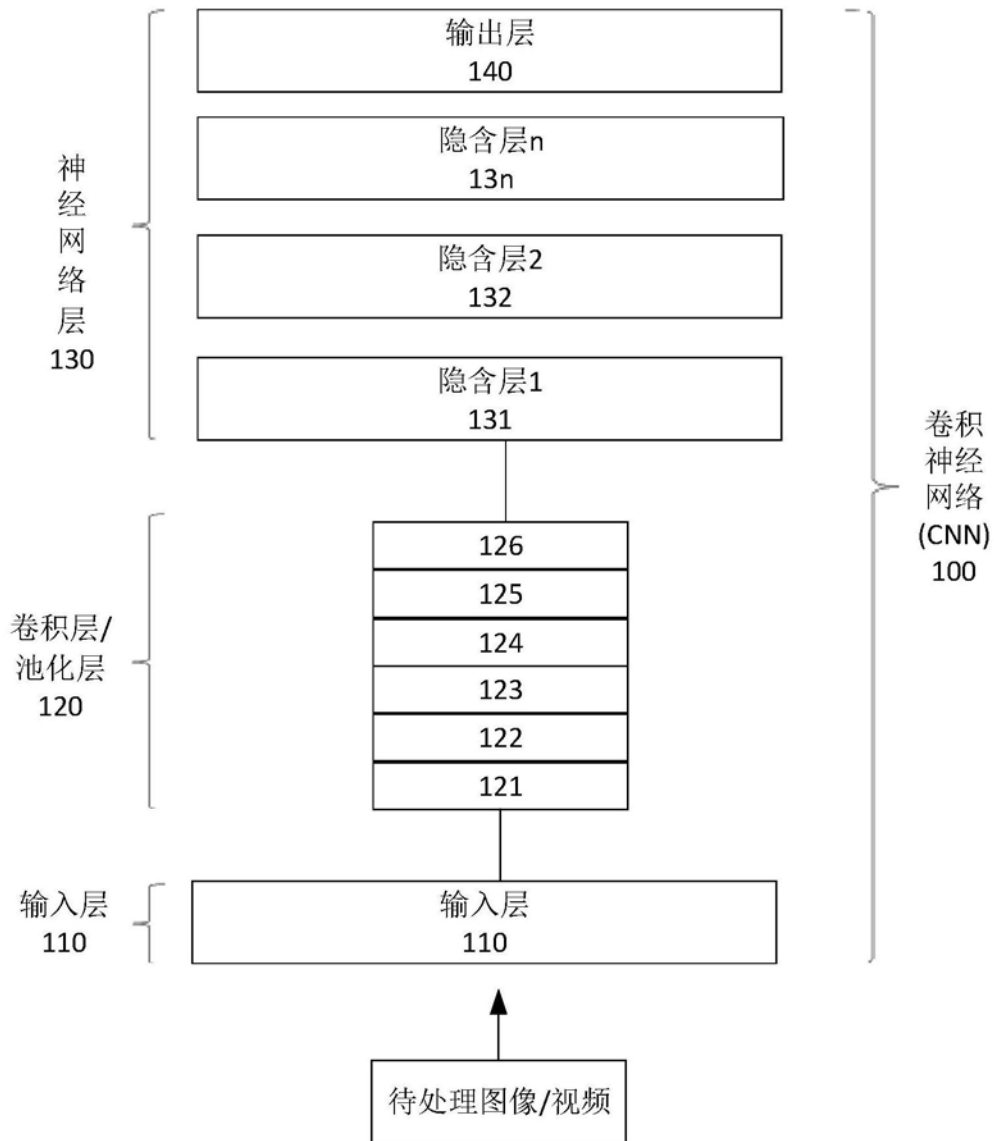 输出层
140
隐含层n
13n
隐含层2
132
隐含层1
131
神
经
网
络
层
130
126
125
124
123
122
121
卷积层/
池化层
120
输入层
110
输入层
110
待处理图像/视频
卷积
神经
网络
(CNN)
100